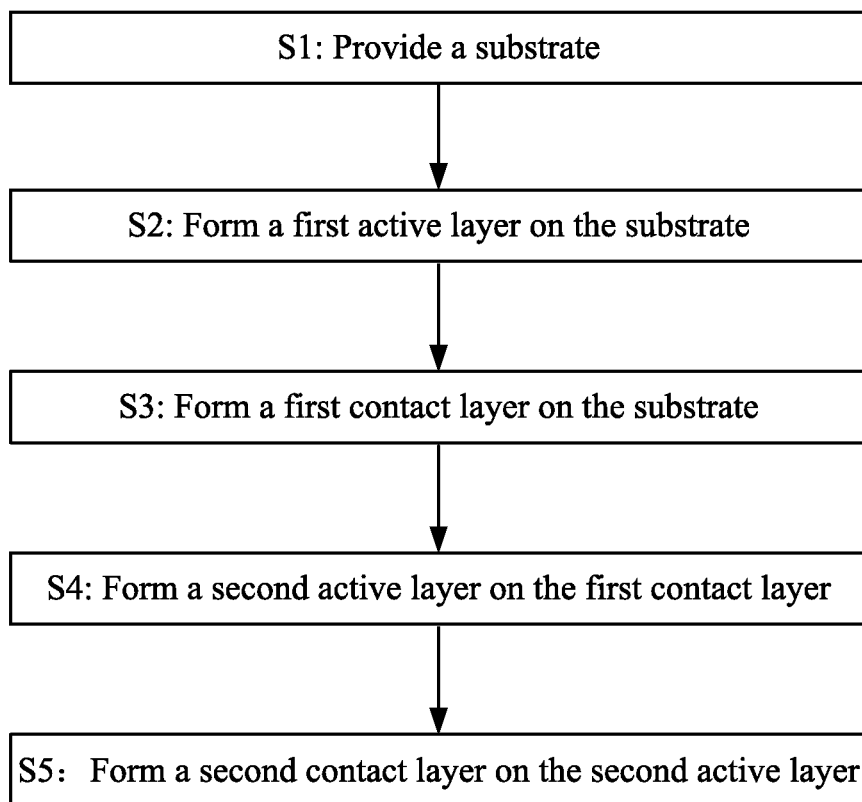 S1: Provide a substrate
S2: Form a first active layer on the substrate
S3: Form a first contact layer on the substrate
S4: Form a second active layer on the first contact layer
S5： Form a second contact layer on the second active layer